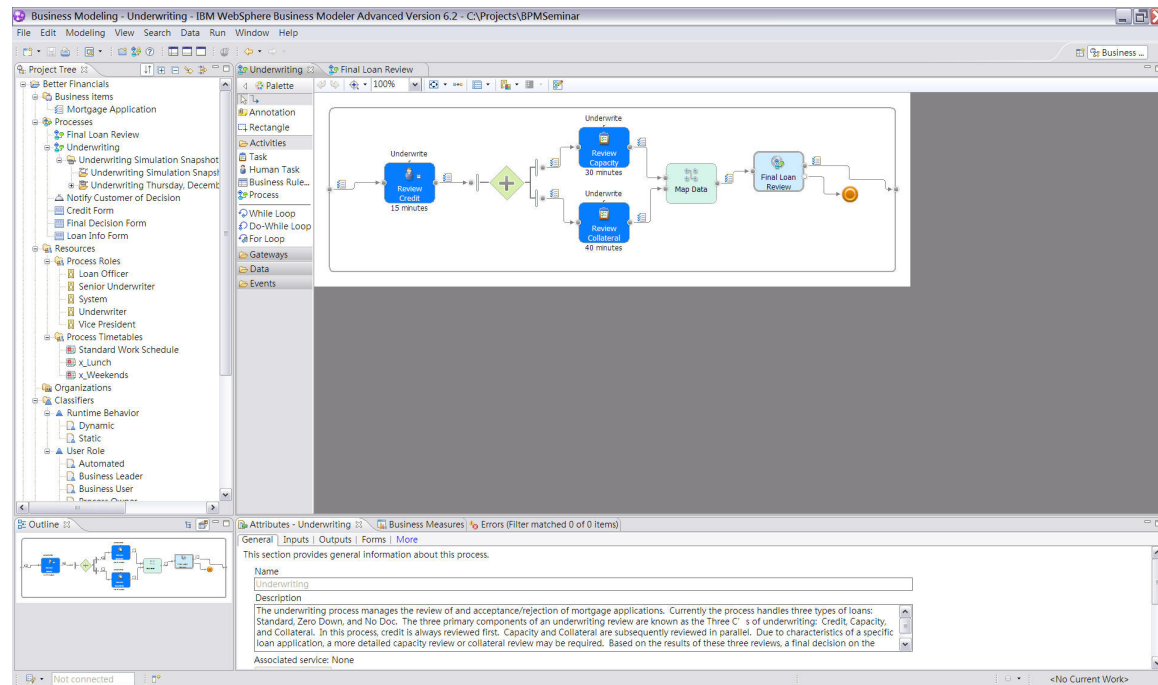 Business Modeling - Underwriting - IBM WebSphere Business Modeler Advanced Version 6.2 - C:\Projects\BPMSeminar
File Edit Modeling View Search Data Run Window Help
Business ...
Project Tree
Better Financials
Business items
Mortgage Application
Processes
Final Loan Review
Underwriting
Underwriting Simulation Snapshot
Underwriting Simulation Snapsh
Underwriting Thursday, Decemb
Notify Customer of Decision
Credit Form
Final Decision Form
Loan Info Form
Resources
Process Roles
Loan Officer
Senior Underwriter
System
Underwriter
Vice President
Process Timetables
Standard Work Schedule
x_Lunch
x_Weekends
Organizations
Classifiers
Runtime Behavior
Dynamic
Static
User Role
Automated
Business Leader
Business User
Process Owner
Underwriting Final Loan Review
Palette 100%
Annotation
Rectangle
Activities
Task
Human Task
Business Rule...
Process
While Loop
Do-While Loop
For Loop
Gateways
Data
Events
Underwrite
Review
Credit
15 minutes
Underwrite
Review
Capacity
30 minutes
Underwrite
Review
Collateral
40 minutes
Map Data
Final Loan
Review
Outline
Attributes - Underwriting Business Measures Errors (Filter matched 0 of 0 items)
General Inputs Outputs Forms More
This section provides general information about this process.
Name
Underwriting
Description
The underwriting process manages the review of and acceptance/rejection of mortgage applications. Currently the process handles three types of loans:
Standard, Zero Down, and No Doc. The three primary components of an underwriting review are known as the Three C's of underwriting: Credit, Capacity,
and Collateral. In this process, credit is always reviewed first. Capacity and Collateral are subsequently reviewed in parallel. Due to characteristics of a specific
loan application, a more detailed capacity review or collateral review may be required. Based on the results of these three reviews, a final decision on the
Associated service: None
Not connected
<No Current Work>